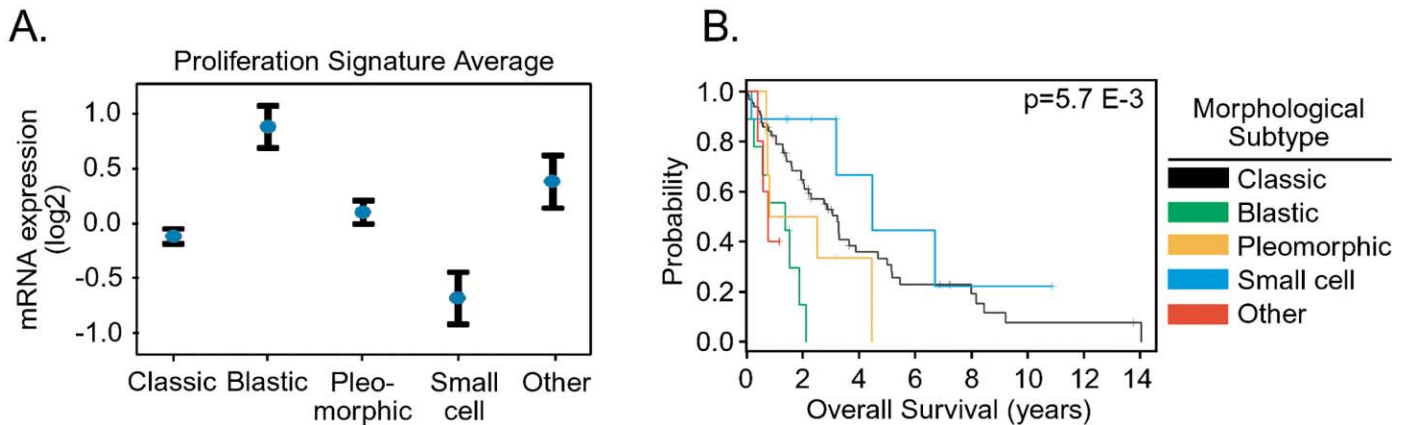 A.
Proliferation Signature Average
mRNA expression
(log2)
1.0
0.5
0.0
-0.5
-1.0
Classic Blastic Pleo- Small Other
morphic cell
B.
Probability
1.0
0.8
0.6
0.4
0.2
0.0
p=5.7 E-3
0 2 4 6 8 10 12 14
Overall Survival (years)
Morphological
Subtype
Classic
Blastic
Pleomorphic
Small cell
Other